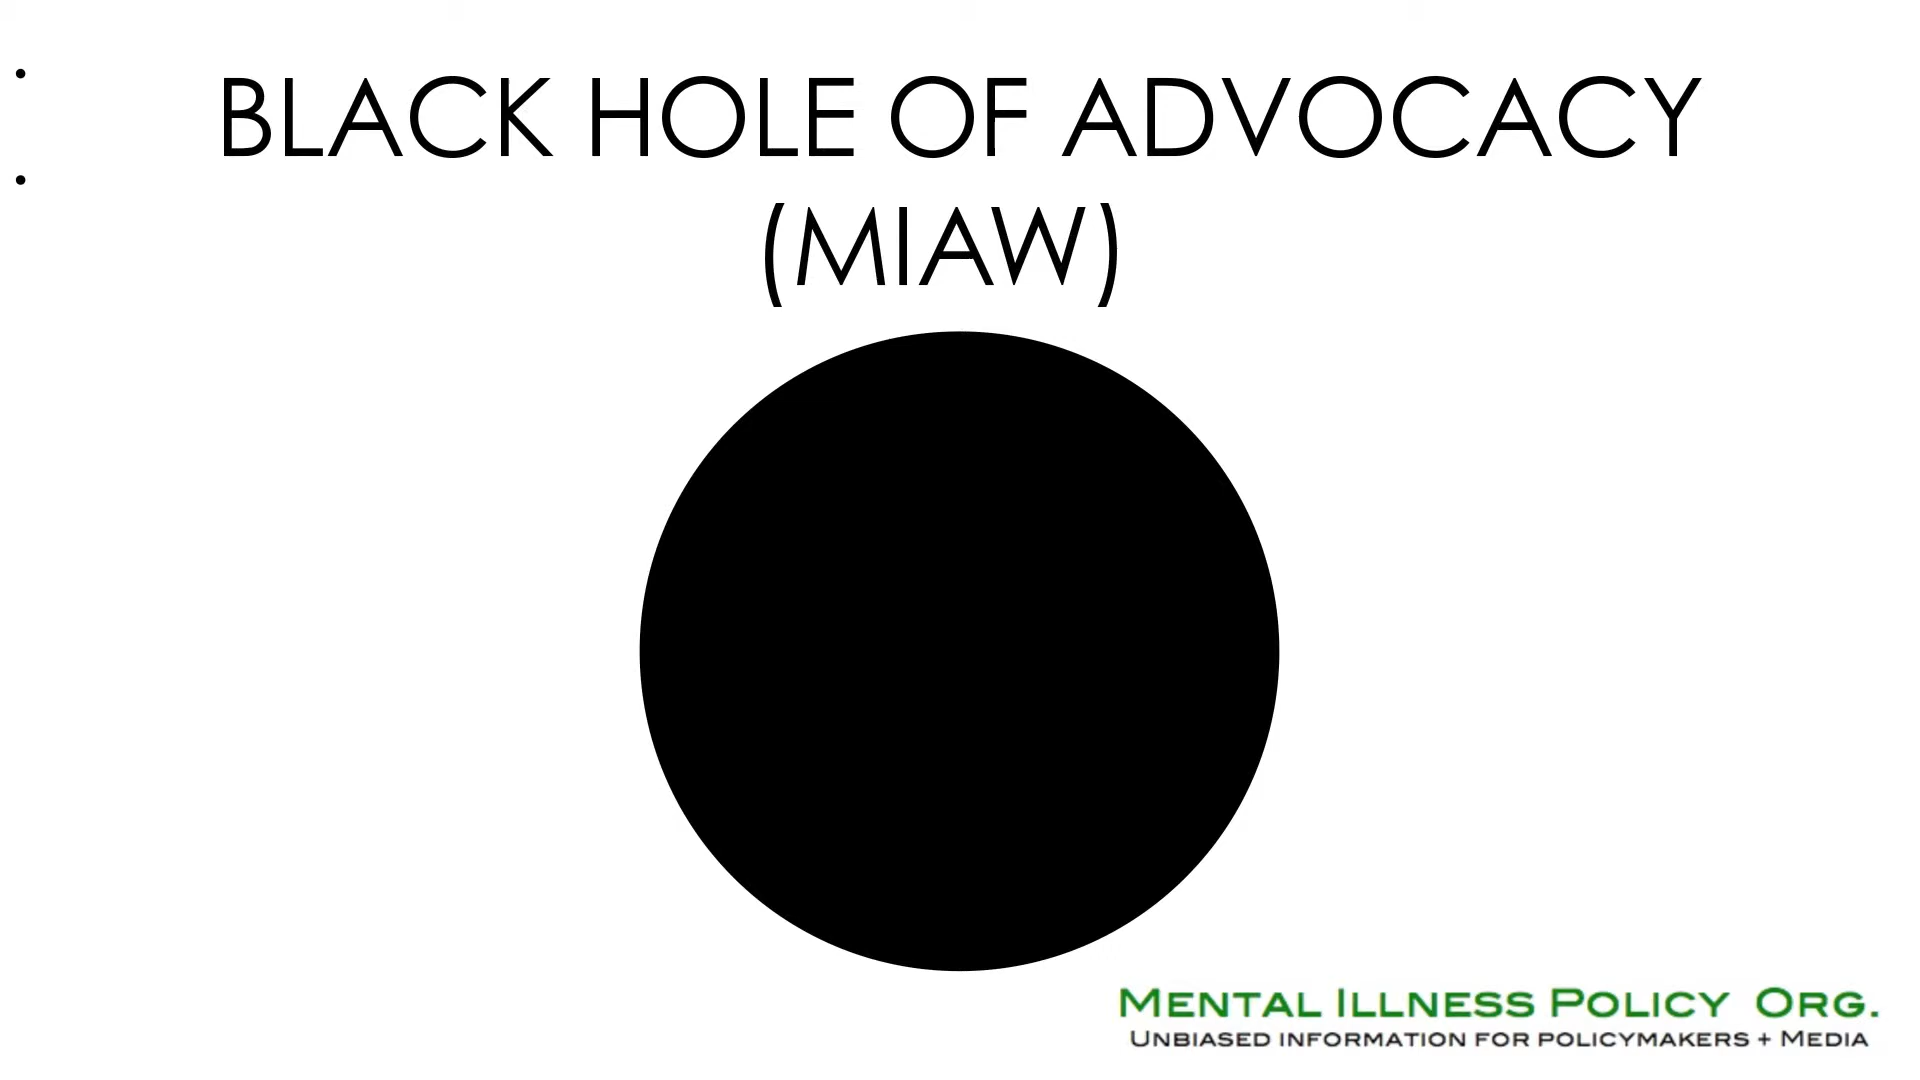 BLACK HOLE OF ADVOCACY
(MIAW)
MENTAL ILLNESS POLICY ORG.
UNBIASED INFORMATION FOR POLICYMAKERS + MEDIA